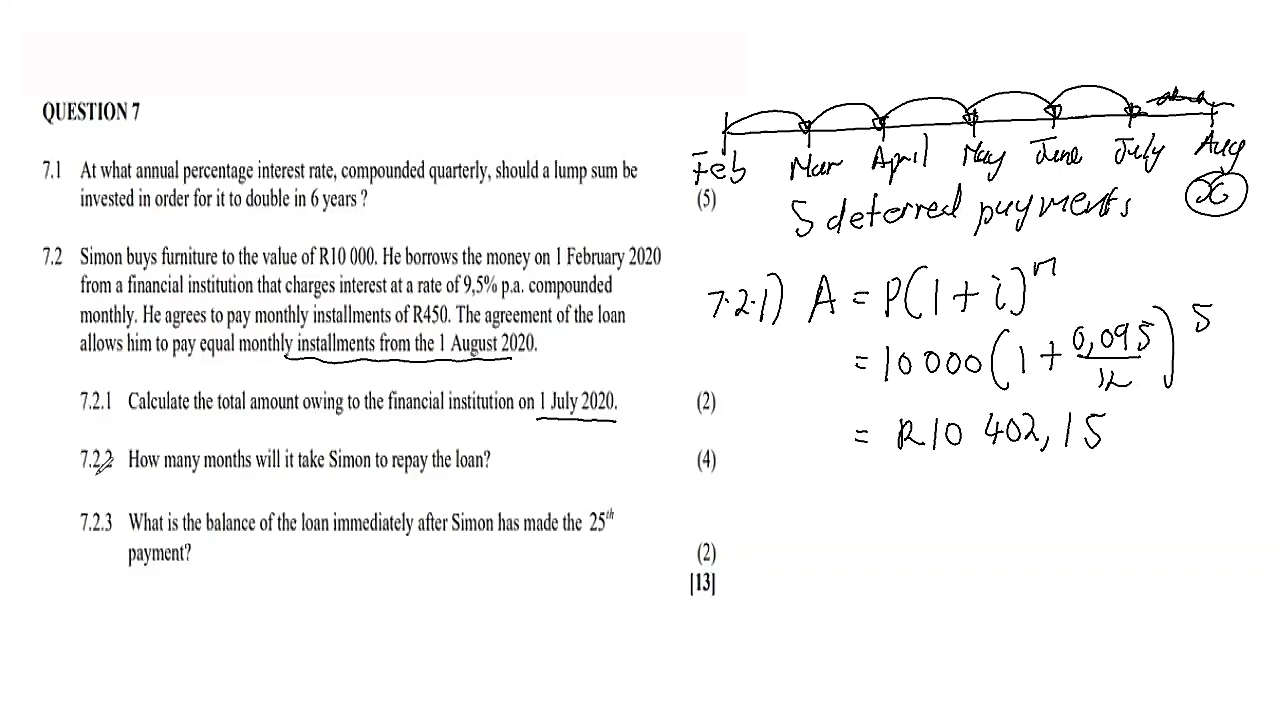 QUESTION 7
7.1 At what annual percentage interest rate, compounded quarterly, should a lump sum be
invested in order for it to double in 6 years ? (5)
7.2 Simon buys furniture to the value of R10 000. He borrows the money on 1 February 2020
from a financial institution that charges interest at a rate of 9,5% p.a. compounded
monthly. He agrees to pay monthly installments of R450. The agreement of the loan
allows him to pay equal monthly installments from the 1 August 2020.
7.2.1 Calculate the total amount owing to the financial institution on 1 July 2020. (2)
7.2.2 How many months will it take Simon to repay the loan? (4)
7.2.3 What is the balance of the loan immediately after Simon has made the 25th
payment? (2)
[13]
Feb Mar April May June July Aug
5 deferred payments
7.2.1) A = P(1 + i)^n
= 10 000(1 + 0,095/12)^5
= R10 402,15